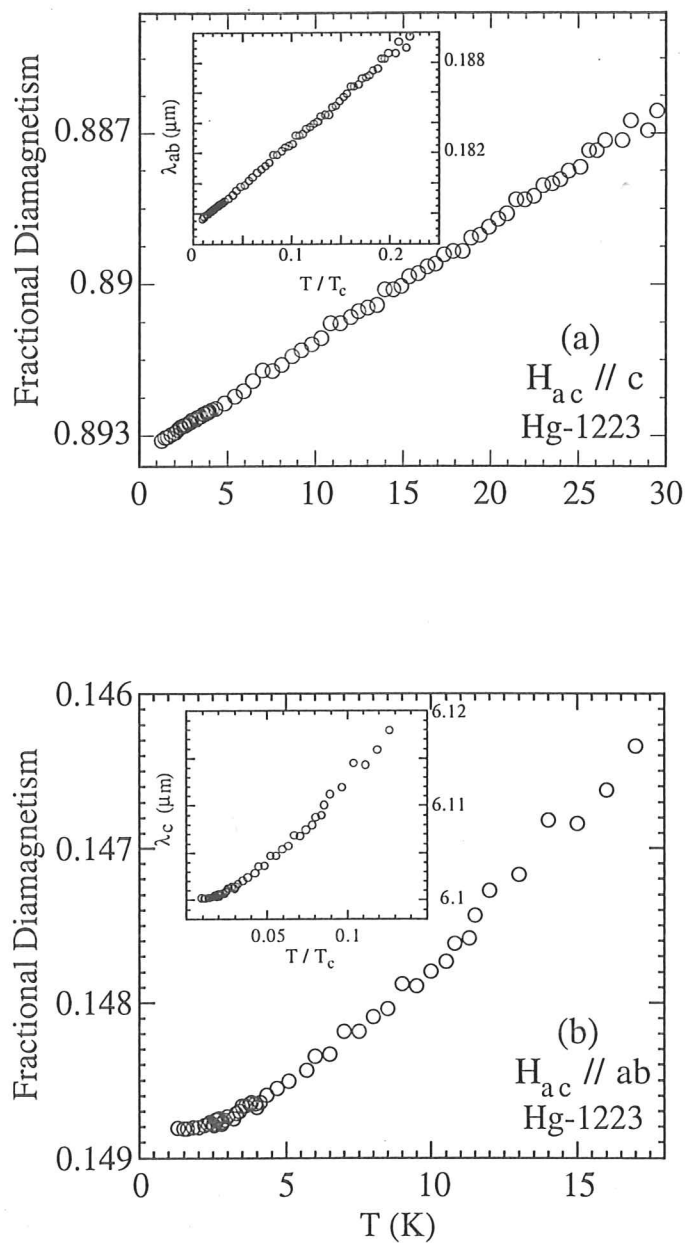 Fractional Diamagnetism
0.887
0.89
0.893
0
5
10
15
20
25
30
λab (μm)
0.188
0.182
0
0.1
0.2
T / Tc
(a)
Hac // c
Hg-1223
Fractional Diamagnetism
0.146
0.147
0.148
0.149
0
5
10
15
T (K)
λc (μm)
6.12
6.11
6.1
0.05
0.1
T / Tc
(b)
Hac // ab
Hg-1223